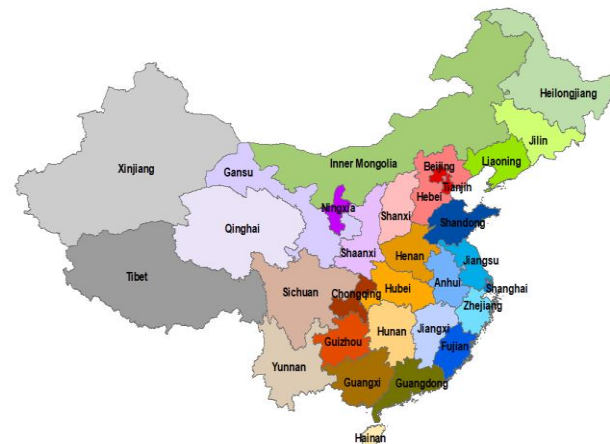 Heilongjiang
Jilin
Xinjiang
Inner Mongolia
Beijing
Liaoning
Gansu
Tianjin
Hebei
Ningxia
Shanxi
Qinghai
Shandong
Shaanxi
Henan
Jiangsu
Tibet
Sichuan
Chongqing
Hubei
Anhui
Shanghai
Zhejiang
Hunan
Jiangxi
Guizhou
Fujian
Yunnan
Guangxi
Guangdong
Hainan